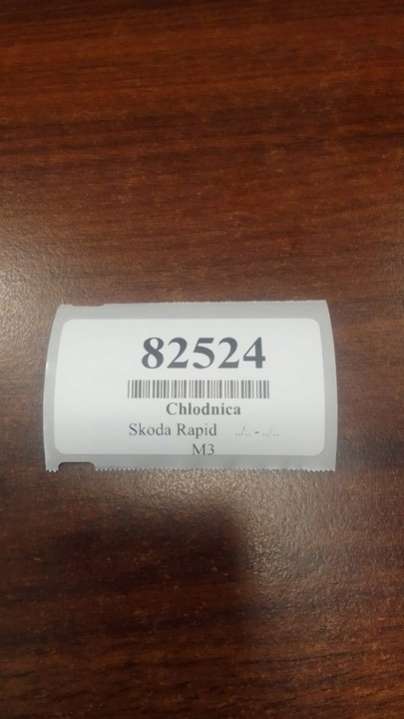 82524
Chlodnica
Skoda Rapid ../.. - ../..
M3